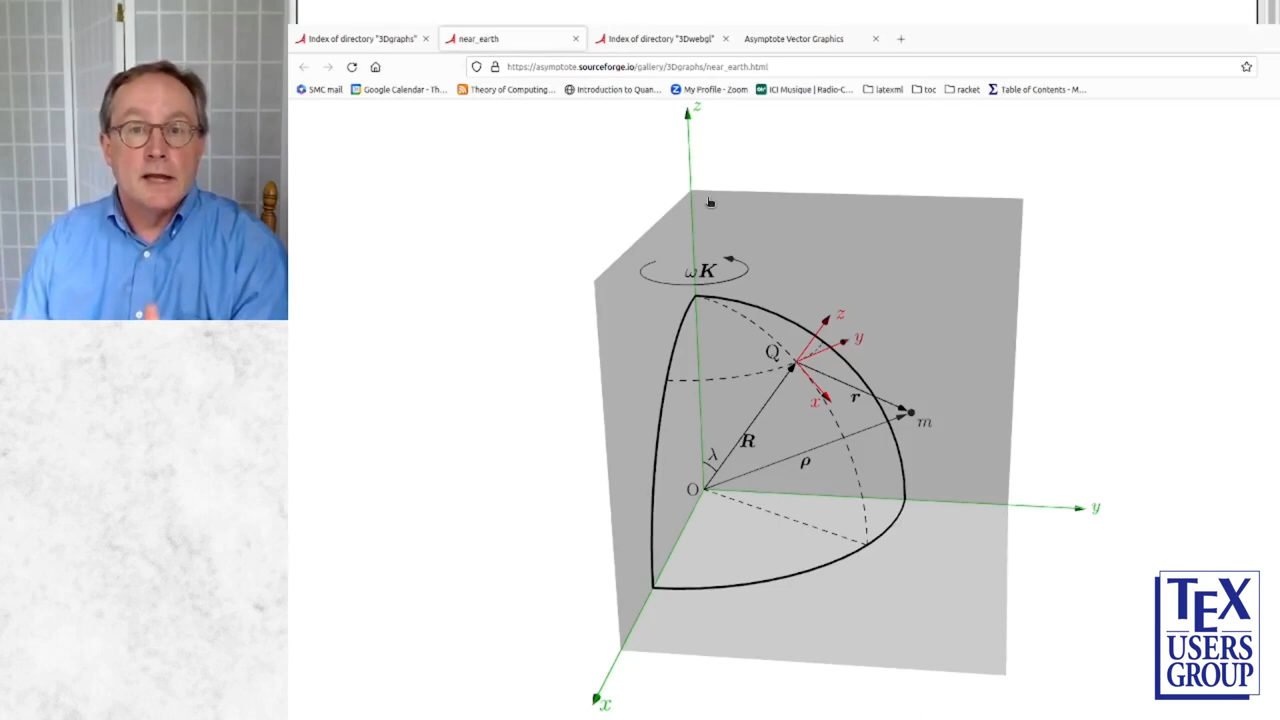 Index of directory "3Dgraphs"
near_earth
Index of directory "3Dwebgl"
Asymptote Vector Graphics
https://asymptote.sourceforge.io/gallery/3Dgraphs/near_earth.html
SMC mail
Google Calendar - Th...
Theory of Computing...
Introduction to Quan...
My Profile - Zoom
ICI Musique | Radio-C...
latexml
toc
racket
Table of Contents - M...
z
ωK
z
y
Q
x
r
m
R
λ
ρ
O
y
x
TEX
USERS
GROUP